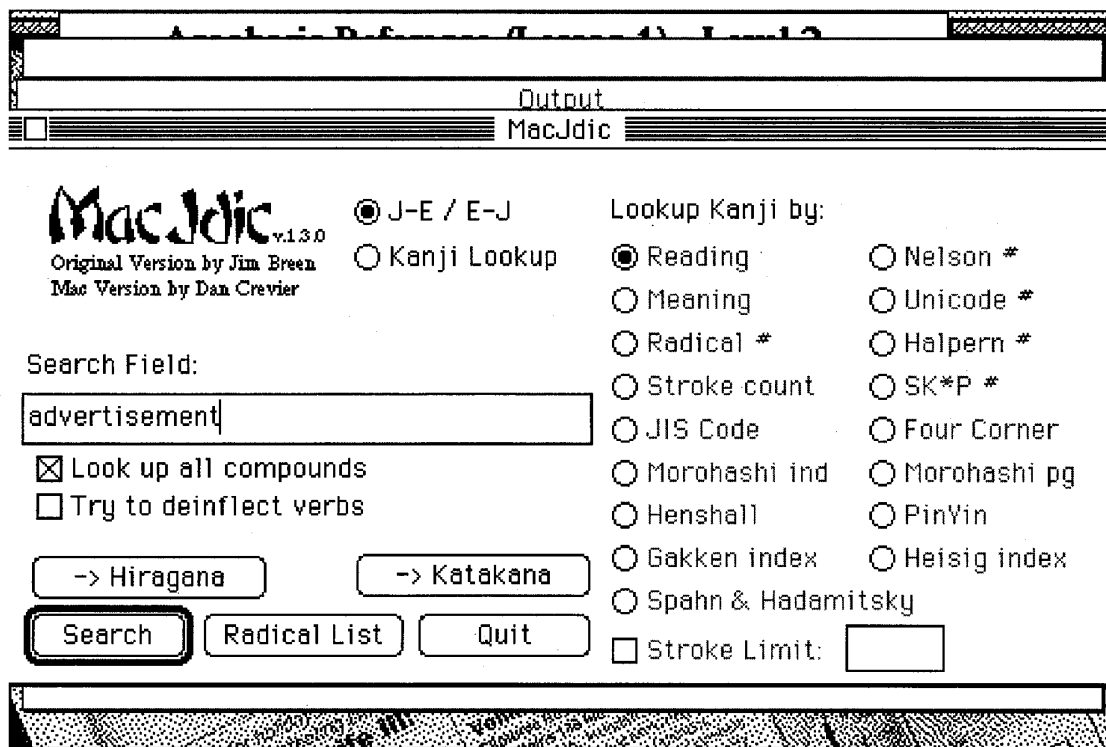 Output
MacJdic
MacJdic v.1.3.0
Original Version by Jim Breen
Mac Version by Dan Crevier
J-E / E-J
Kanji Lookup
Search Field:
advertisement
Look up all compounds
Try to deinflect verbs
-> Hiragana
-> Katakana
Search
Radical List
Quit
Lookup Kanji by:
Reading
Nelson #
Meaning
Unicode #
Radical #
Halpern #
Stroke count
SK*P #
JIS Code
Four Corner
Morohashi ind
Morohashi pg
Henshall
PinYin
Gakken index
Heisig index
Spahn & Hadamitsky
Stroke Limit: